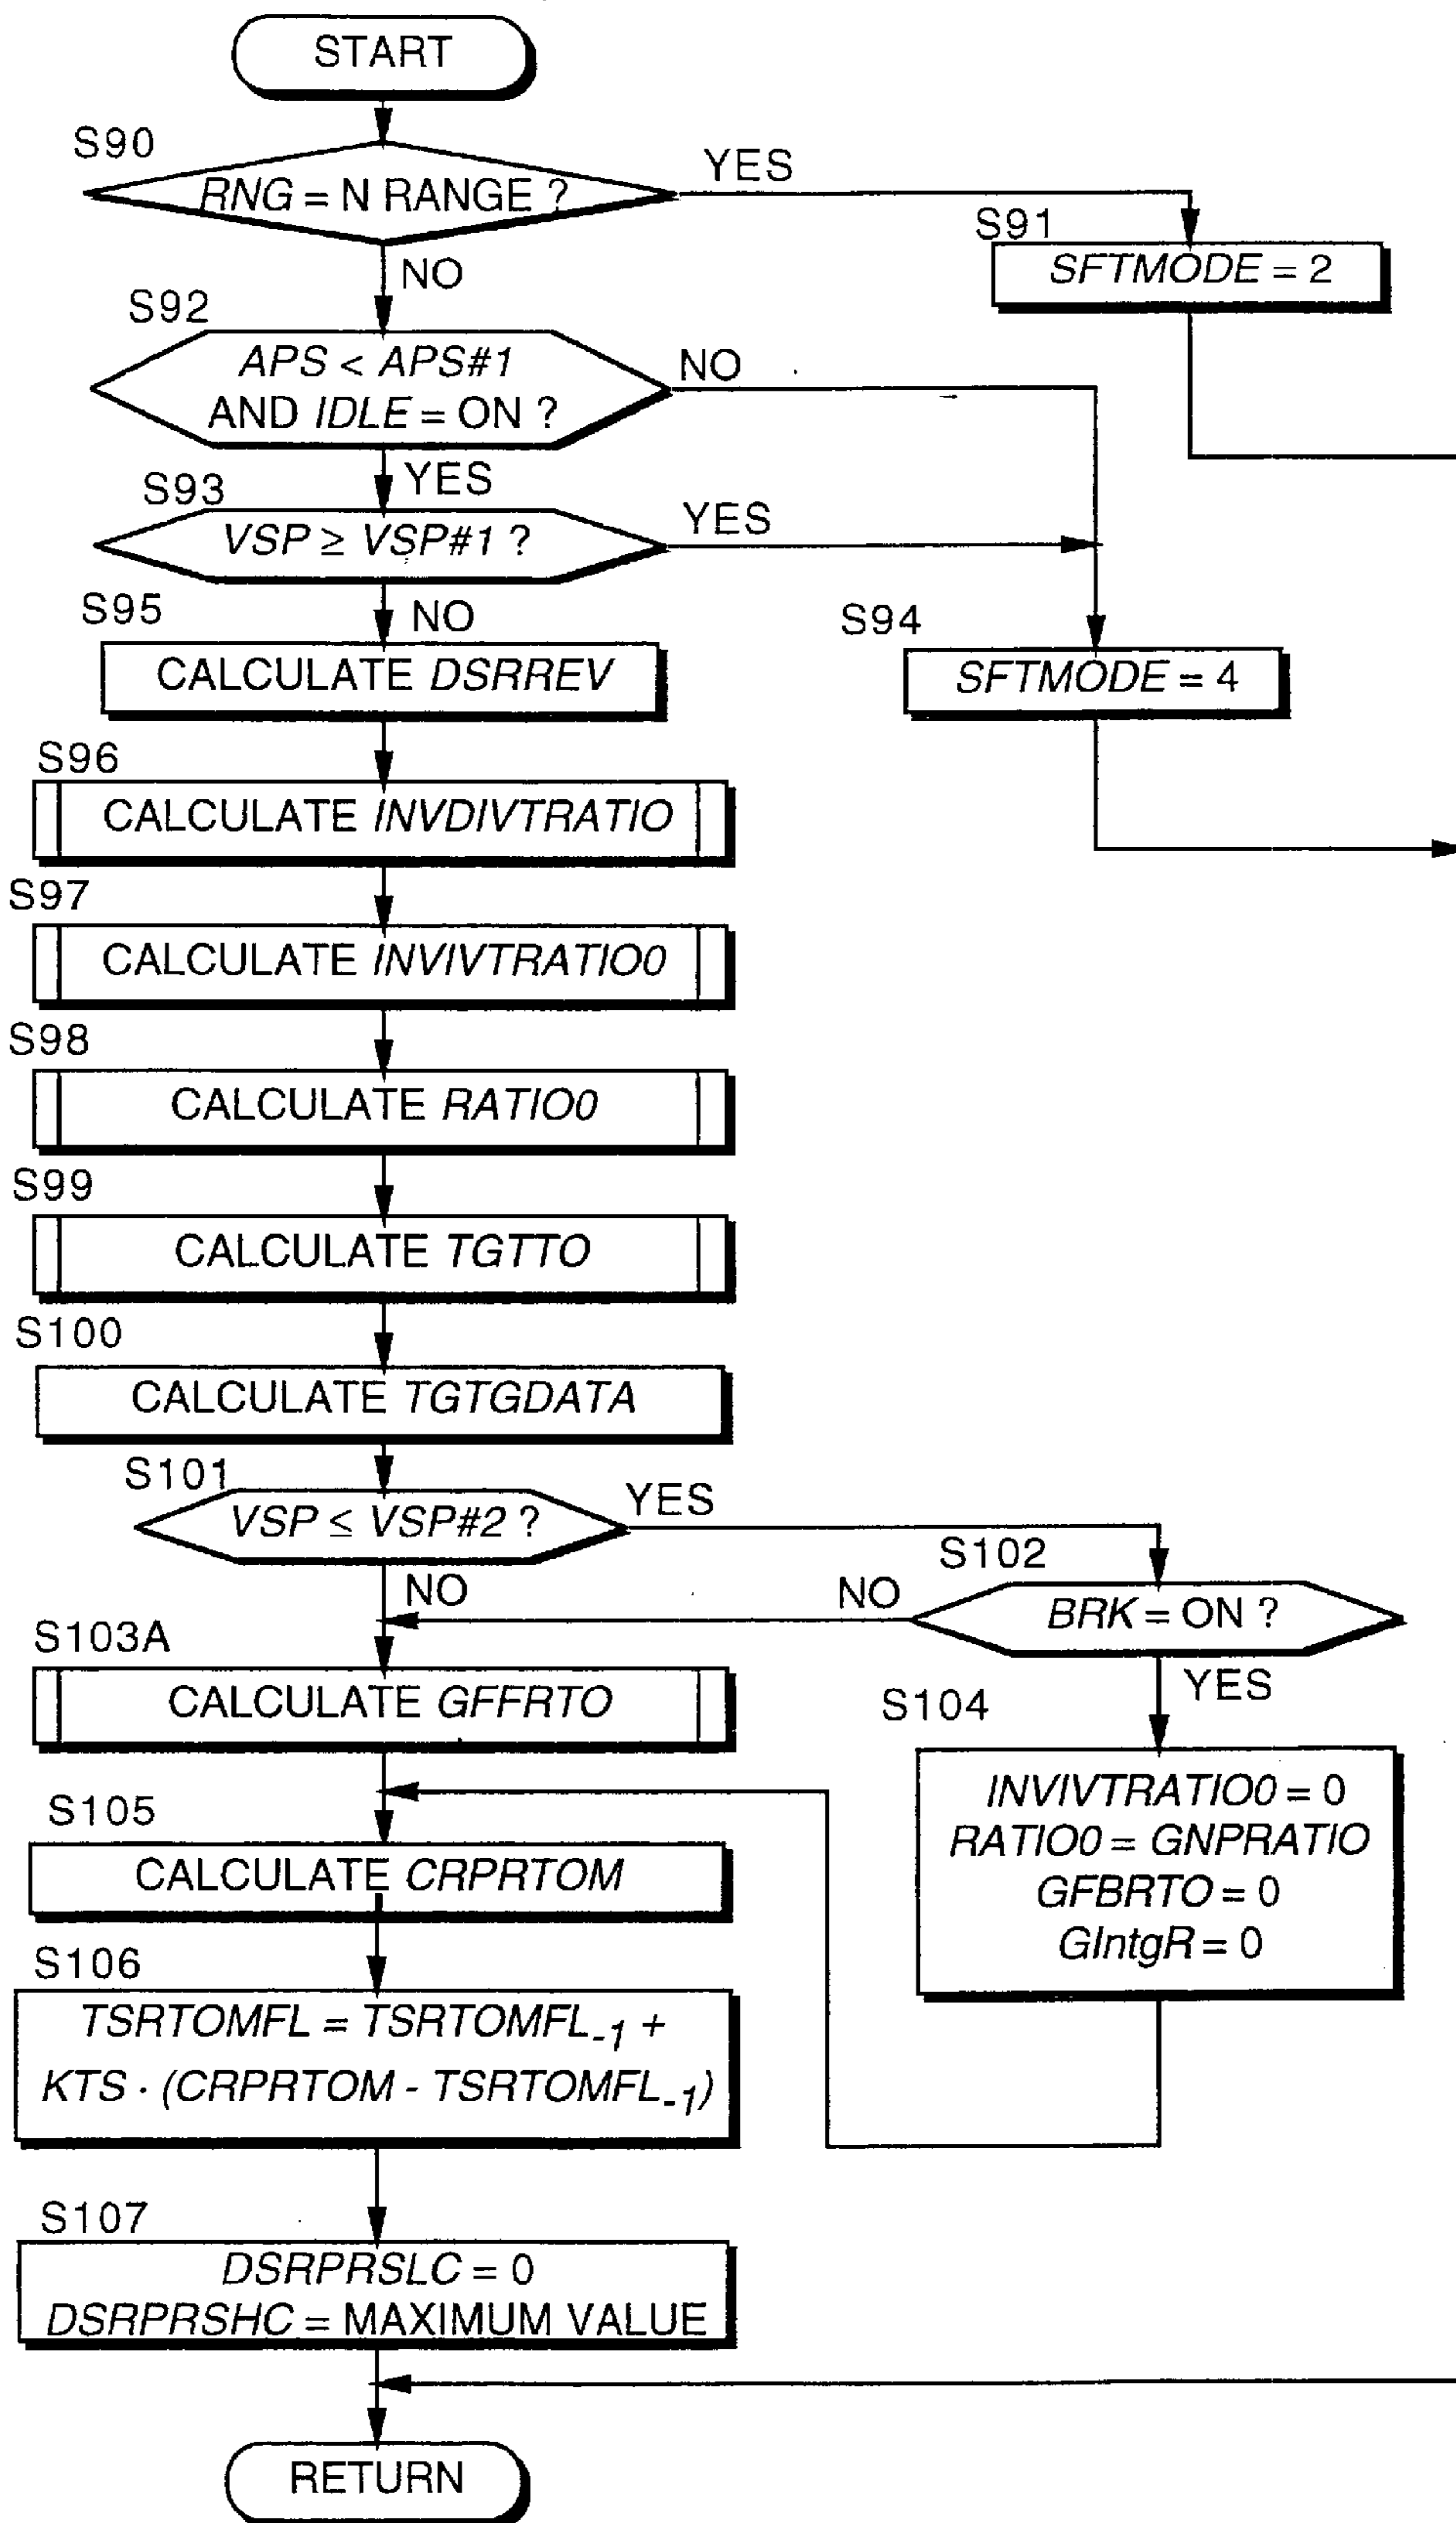 START
S90
RNG = N RANGE ?
YES
S91
SFTMODE = 2
NO
S92
APS < APS#1
AND IDLE = ON ?
NO
YES
S93
VSP ≥ VSP#1 ?
YES
NO
S94
SFTMODE = 4
S95
CALCULATE DSRREV
S96
CALCULATE INVDIVTRATIO
S97
CALCULATE INVIVTRATIO0
S98
CALCULATE RATIO0
S99
CALCULATE TGTTO
S100
CALCULATE TGTGDATA
S101
VSP ≤ VSP#2 ?
YES
S102
BRK = ON ?
NO
NO
YES
S103A
CALCULATE GFFRTO
S104
INVIVTRATIO0 = 0
RATIO0 = GNPRATIO
GFBRTO = 0
GIntgR = 0
S105
CALCULATE CRPRTOM
S106
TSRTOMFL = TSRTOMFL-1 +
KTS · (CRPRTOM - TSRTOMFL-1)
S107
DSRPRSLC = 0
DSRPRSHC = MAXIMUM VALUE
RETURN